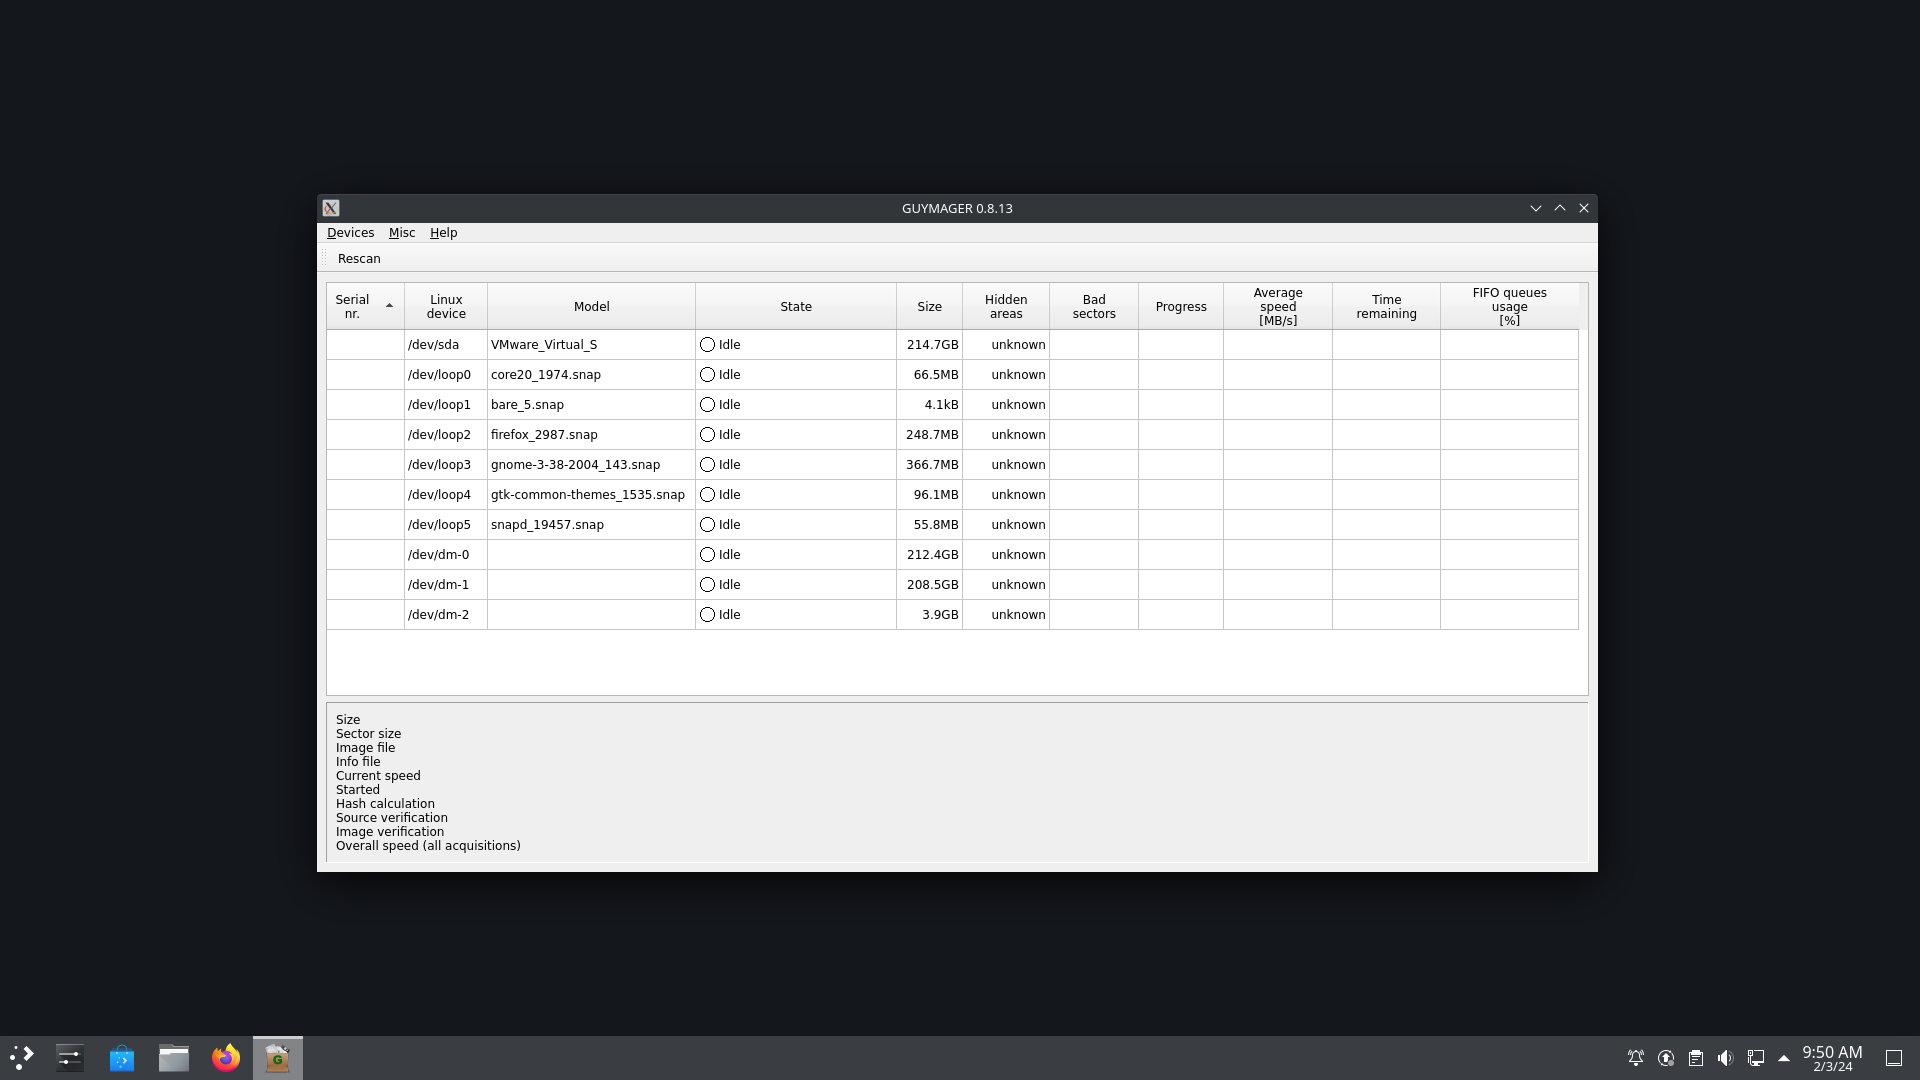 GUYMAGER 0.8.13
Devices Misc Help
Rescan
Serial nr. Linux device Model State Size Hidden areas Bad sectors Progress Average speed [MB/s] Time remaining FIFO queues usage [%]
/dev/sda VMware_Virtual_S Idle 214.7GB unknown
/dev/loop0 core20_1974.snap Idle 66.5MB unknown
/dev/loop1 bare_5.snap Idle 4.1kB unknown
/dev/loop2 firefox_2987.snap Idle 248.7MB unknown
/dev/loop3 gnome-3-38-2004_143.snap Idle 366.7MB unknown
/dev/loop4 gtk-common-themes_1535.snap Idle 96.1MB unknown
/dev/loop5 snapd_19457.snap Idle 55.8MB unknown
/dev/dm-0 Idle 212.4GB unknown
/dev/dm-1 Idle 208.5GB unknown
/dev/dm-2 Idle 3.9GB unknown
Size
Sector size
Image file
Info file
Current speed
Started
Hash calculation
Source verification
Image verification
Overall speed (all acquisitions)
G
9:50 AM
2/3/24